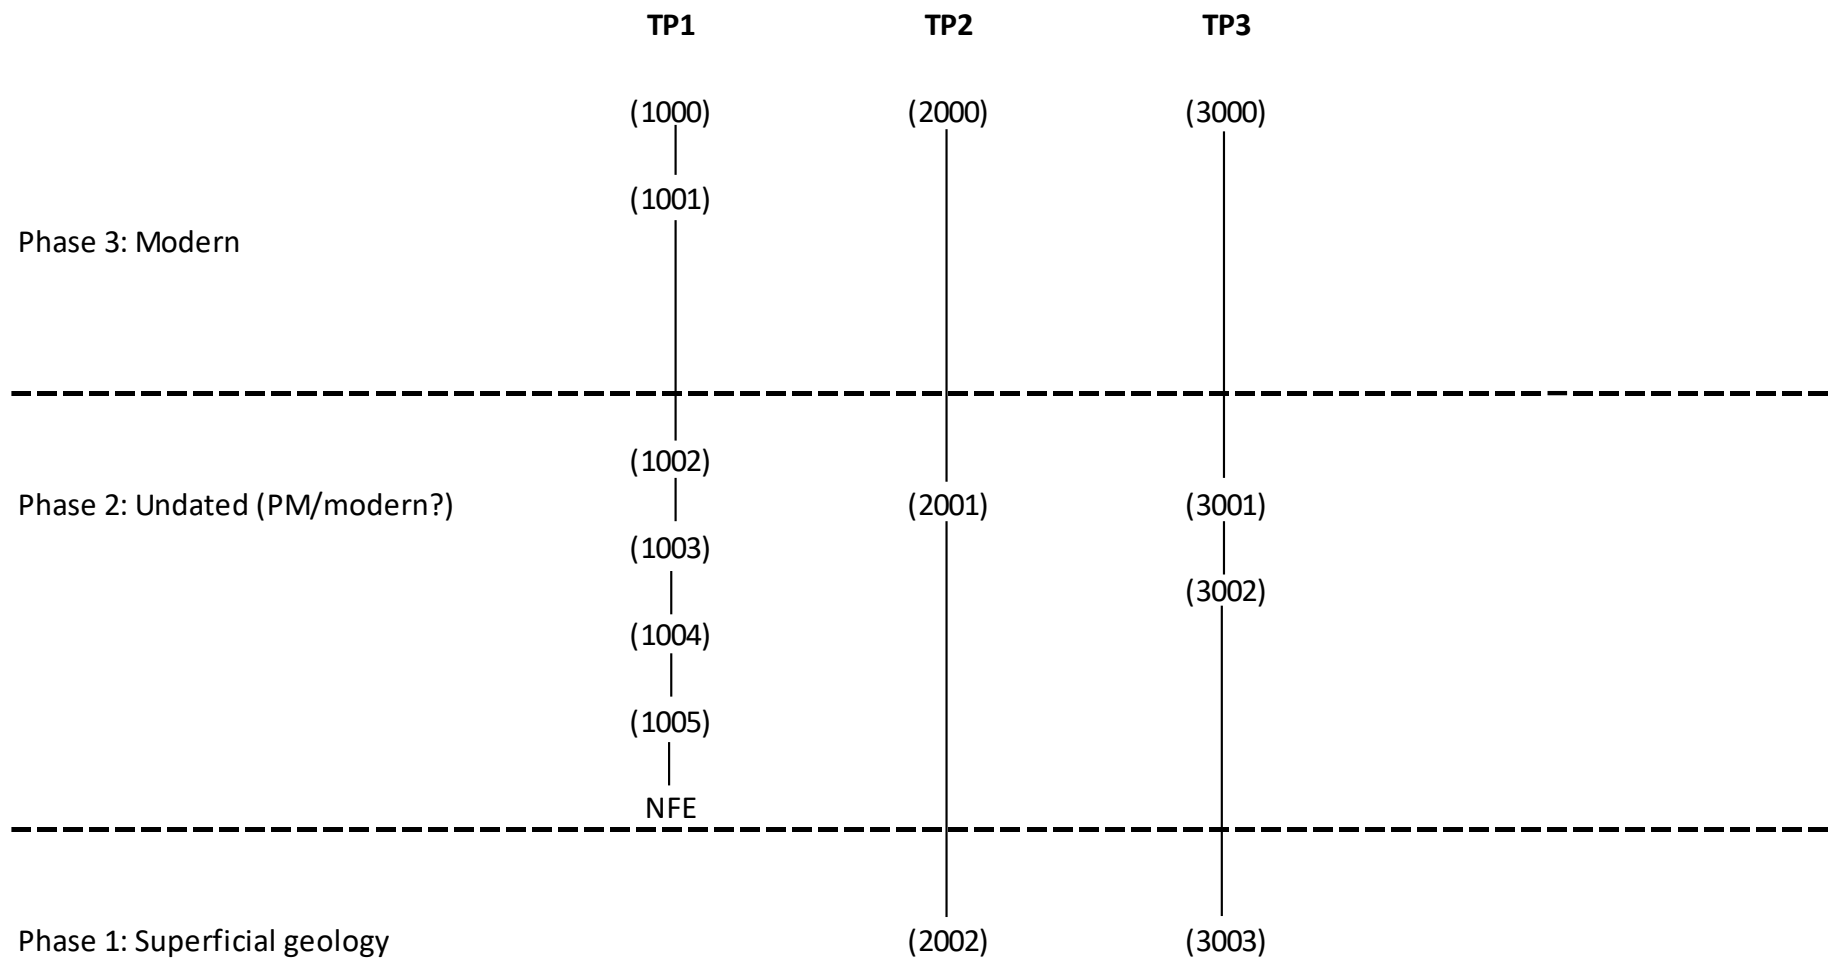 TP1 TP2 TP3
(1000) (2000) (3000)
(1001)
Phase 3: Modern
(1002)
Phase 2: Undated (PM/modern?) (2001) (3001)
(1003)
(3002)
(1004)
(1005)
NFE
Phase 1: Superficial geology (2002) (3003)